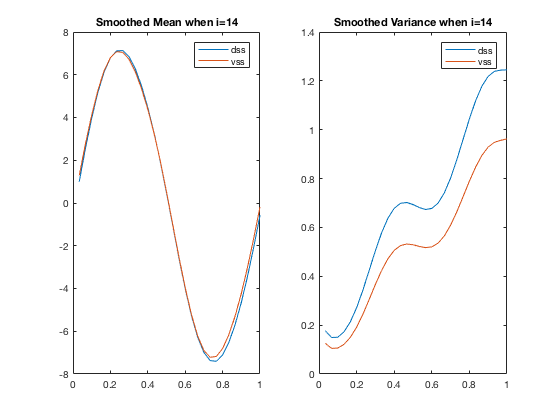 Smoothed Mean when i=14
8
6
4
2
0
-2
-4
-6
-8
0 0.2 0.4 0.6 0.8 1
dss
vss
Smoothed Variance when i=14
1.4
1.2
1
0.8
0.6
0.4
0.2
0
0 0.2 0.4 0.6 0.8 1
dss
vss